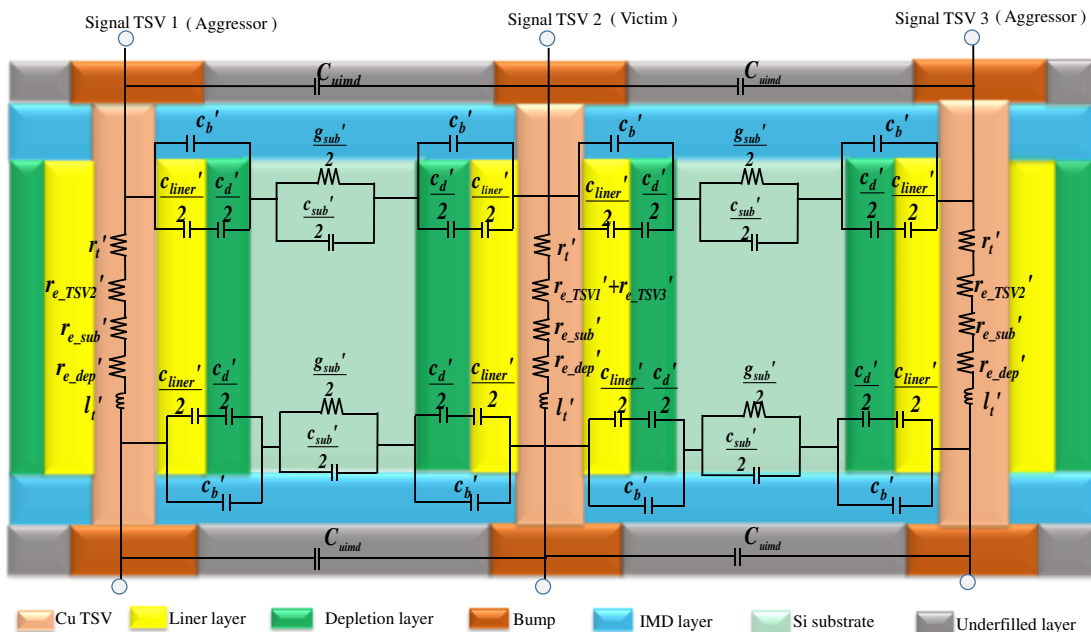 Signal TSV 1 ( Aggressor)
Signal TSV 2 ( Victim)
Signal TSV 3 ( Aggressor)
C_uimd
C_uimd
c_b'
c_b'
c_b'
c_b'
g_sub'
2
g_sub'
2
c_liner'
2
c_d'
2
c_sub'
2
c_d'
2
c_liner'
2
c_liner'
2
c_d'
2
c_sub'
2
c_d'
2
c_liner'
2
r_t'
r_t'
r_t'
r_e_TSV2'
r_e_TSV1'+r_e_TSV3'
r_e_TSV2'
r_e_sub'
r_e_sub'
r_e_sub'
r_e_dep'
r_e_dep'
r_e_dep'
l_t'
l_t'
l_t'
c_liner'
2
c_d'
2
g_sub'
2
c_d'
2
c_liner'
2
c_liner'
2
c_d'
2
g_sub'
2
c_d'
2
c_liner'
2
c_sub'
2
c_sub'
2
c_b'
c_b'
c_b'
c_b'
C_uimd
C_uimd
Cu TSV
Liner layer
Depletion layer
Bump
IMD layer
Si substrate
Underfilled layer